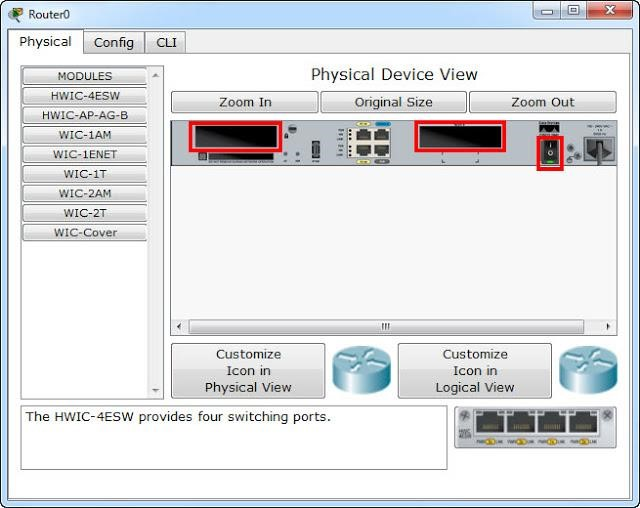 Router0
Physical
Config
CLI
MODULES
HWIC-4ESW
HWIC-AP-AG-B
WIC-1AM
WIC-1ENET
WIC-1T
WIC-2AM
WIC-2T
WIC-Cover
Physical Device View
Zoom In
Original Size
Zoom Out
Customize
Icon in
Physical View
Customize
Icon in
Logical View
The HWIC-4ESW provides four switching ports.
HWIC
4ESW